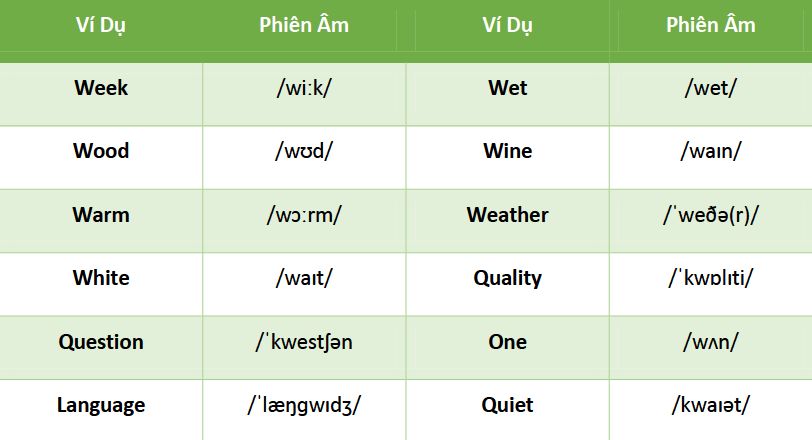 Ví Dụ Phiên Âm Ví Dụ Phiên Âm
Week /wiːk/ Wet /wet/
Wood /wʊd/ Wine /waɪn/
Warm /wɔːrm/ Weather /ˈweðə(r)/
White /waɪt/ Quality /ˈkwɒlɪti/
Question /ˈkwestʃən One /wʌn/
Language /ˈlæŋɡwɪdʒ/ Quiet /kwaɪət/